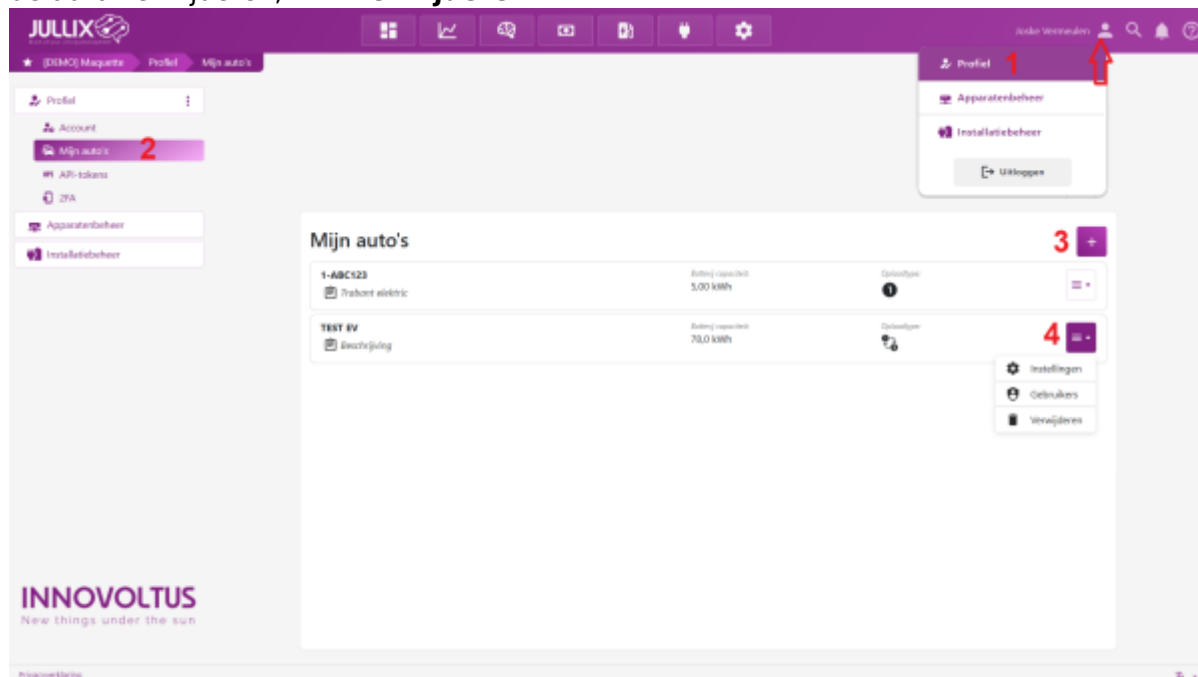 JULLIX
Joske Vermeulen
[DEMO] Maquette Profiel Mijn auto's
Profiel 1
Apparatenbeheer
Installatiebeheer
Uitloggen
Profiel
Account
Mijn auto's 2
API-tokens
2FA
Apparatenbeheer
Installatiebeheer
Mijn auto's
3 +
1-ABC123
Trabant elektric
Batterij capaciteit
5,00 kWh
Oplaadtype
1
TEST EV
Beschrijving
Batterij capaciteit
70,0 kWh
Oplaadtype
4
Instellingen
Gebruikers
Verwijderen
INNOVOLTUS
New things under the sun
Privacyverklaring